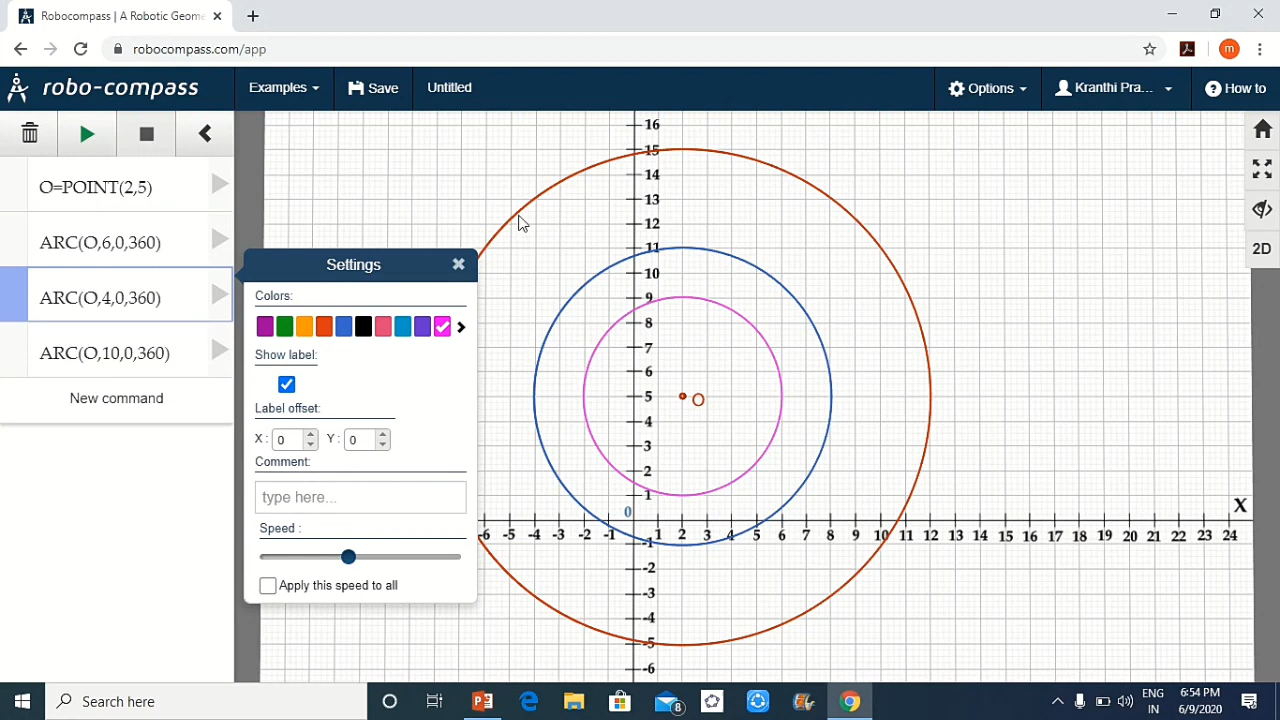 Robocompass | A Robotic Geome
robocompass.com/app
m
robo-compass
Examples
Save
Untitled
Options
Kranthi Pra...
How to
O=POINT(2,5)
ARC(O,6,0,360)
ARC(O,4,0,360)
ARC(O,10,0,360)
New command
Settings
Colors:
Show label:
Label offset:
X : 0 Y : 0
Comment:
type here...
Speed :
Apply this speed to all
2D
16
15
14
13
12
11
10
9
8
7
6
5
O
4
3
2
1
0
X
-6 -5 -4 -3 -2 -1 1 2 3 4 5 6 7 8 9 10 11 12 13 14 15 16 17 18 19 20 21 22 23 24
-1
-2
-3
-4
-5
-6
Search here
8
ENG
IN
6:54 PM
6/9/2020